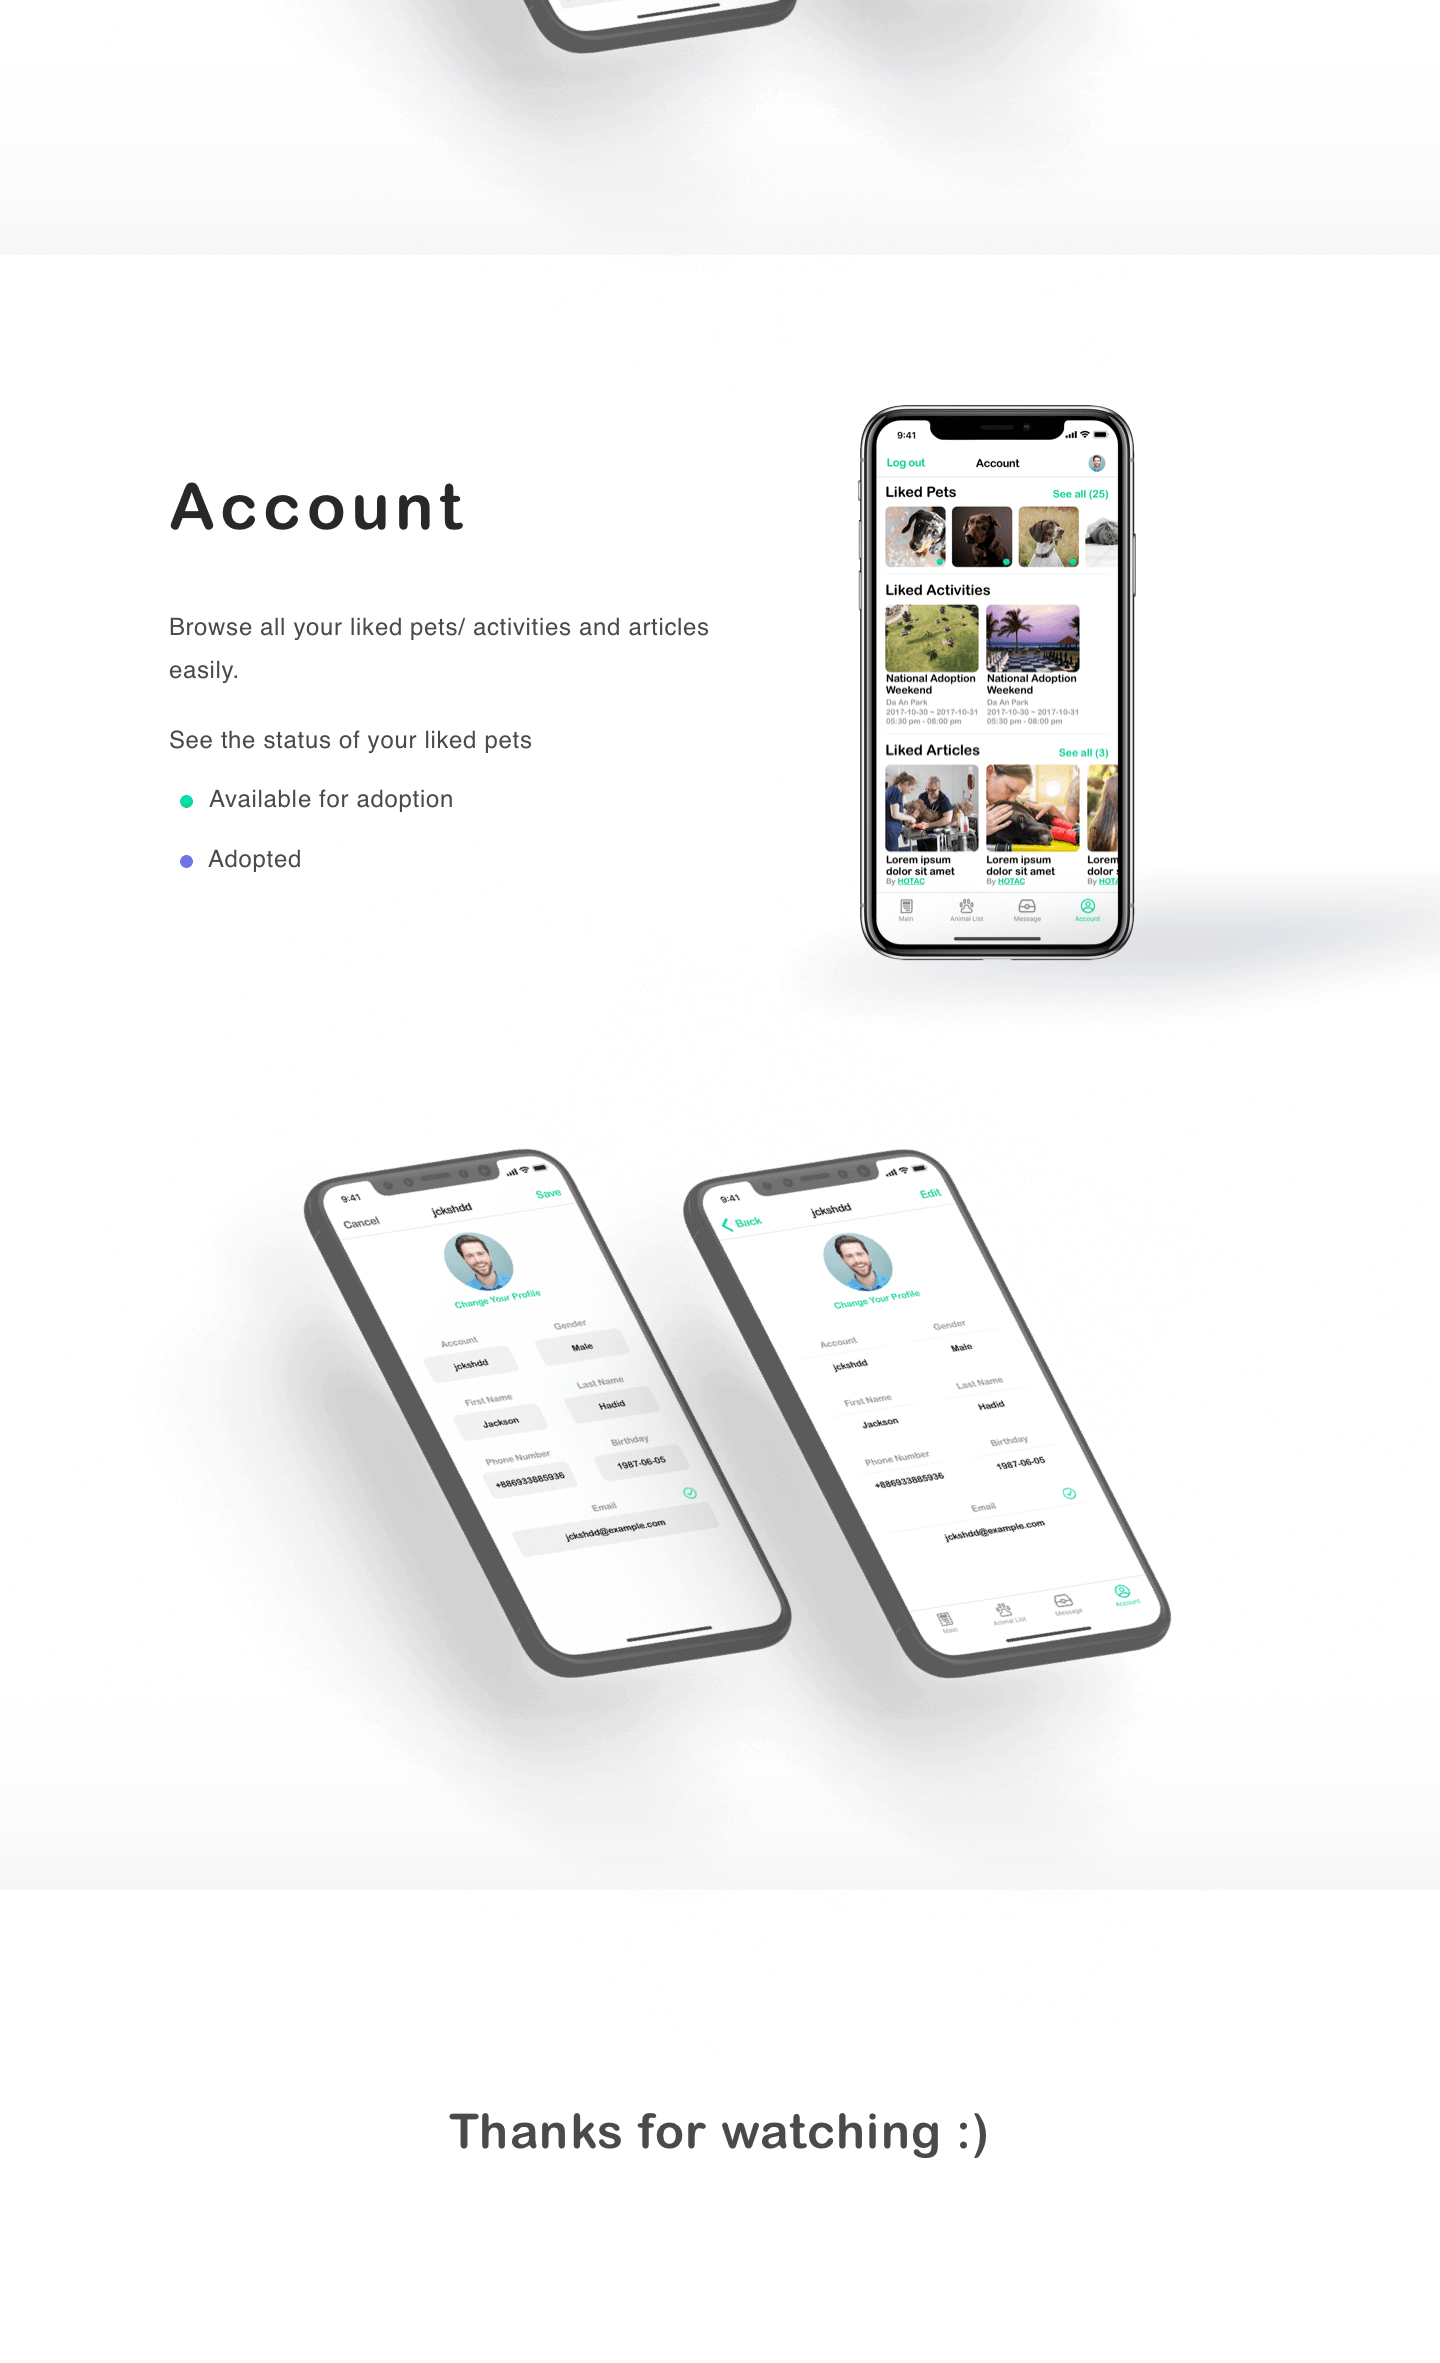 Account
Browse all your liked pets/ activities and articles
easily.
See the status of your liked pets
Available for adoption
Adopted
9:41
Log out
Account
Liked Pets
See all (25)
Liked Activities
National Adoption
Weekend
Da An Park
2017-10-30 ~ 2017-10-31
05:30 pm - 08:00 pm
National Adoption
Weekend
Da An Park
2017-10-30 ~ 2017-10-31
05:30 pm - 08:00 pm
Liked Articles
See all (3)
Lorem ipsum
dolor sit amet
By HOTAC
Lorem ipsum
dolor sit amet
By HOTAC
Lorem
dolor
By HOTA
Main
Animal List
Message
Account
9:41
Cancel
jckshdd
Save
Change Your Profile
Account
Gender
jckshdd
Male
First Name
Last Name
Jackson
Hadid
Phone Number
Birthday
+886933885936
1987-06-05
Email
jckshdd@example.com
9:41
Back
jckshdd
Edit
Change Your Profile
Account
Gender
jckshdd
Male
First Name
Last Name
Jackson
Hadid
Phone Number
Birthday
+886933885936
1987-06-05
Email
jckshdd@example.com
Main
Animal List
Message
Account
Thanks for watching :)